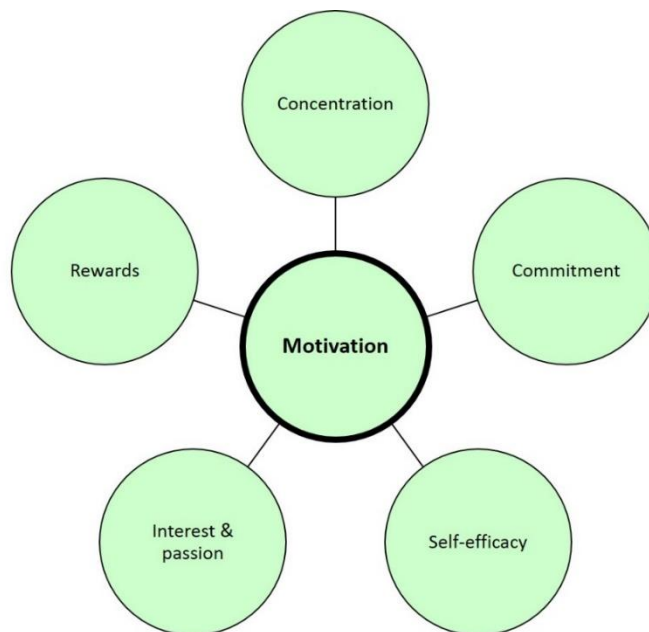 Concentration
Rewards
Commitment
Motivation
Interest &
passion
Self-efficacy